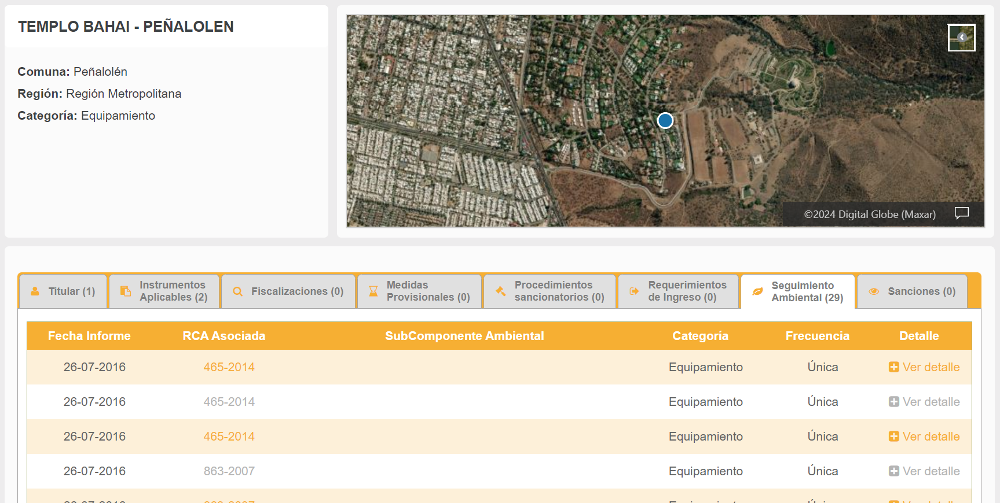 TEMPLO BAHAI - PEÑALOLEN
Comuna: Peñalolén
Región: Región Metropolitana
Categoría: Equipamiento
©2024 Digital Globe (Maxar)
Titular (1)
Instrumentos
Aplicables (2)
Fiscalizaciones (0)
Medidas
Provisionales (0)
Procedimientos
sancionatorios (0)
Requerimientos
de Ingreso (0)
Seguimiento
Ambiental (29)
Sanciones (0)
Fecha Informe RCA Asociada SubComponente Ambiental Categoría Frecuencia Detalle
26-07-2016 465-2014 Equipamiento Única Ver detalle
26-07-2016 465-2014 Equipamiento Única Ver detalle
26-07-2016 465-2014 Equipamiento Única Ver detalle
26-07-2016 863-2007 Equipamiento Única Ver detalle